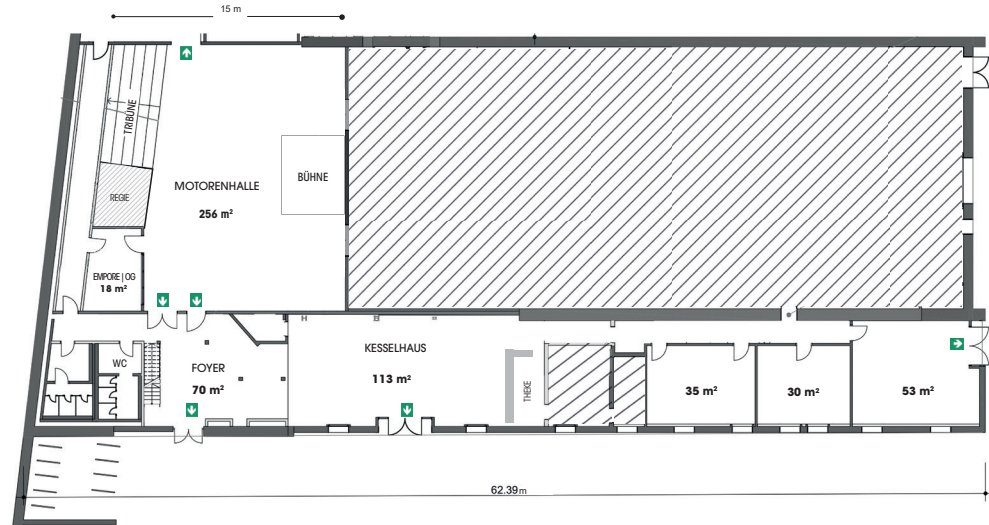 15 m
TRIBÜNE
REGIE
MOTORENHALLE
256 m²
BÜHNE
EMPORE | OG
18 m²
WC
FOYER
70 m²
KESSELHAUS
113 m²
THEKE
35 m²
30 m²
53 m²
62.39m